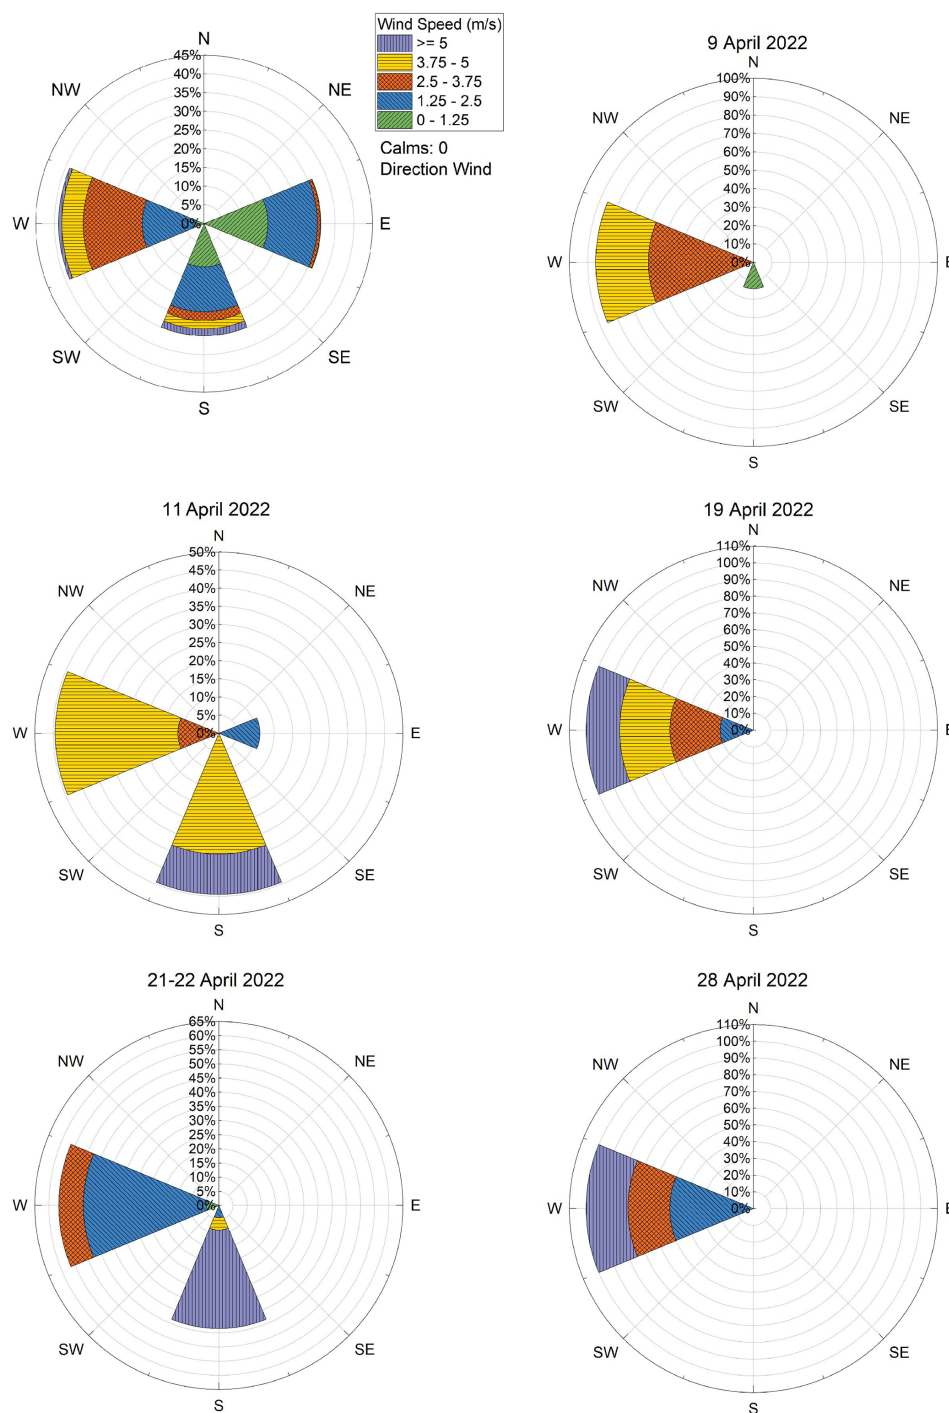 Wind Speed (m/s)
>= 5
3.75 - 5
2.5 - 3.75
1.25 - 2.5
0 - 1.25
Calms: 0
Direction Wind
N
45%
40%
35%
30%
25%
20%
15%
10%
5%
0%
NW
NE
W
E
SW
SE
S
9 April 2022
N
100%
90%
80%
70%
60%
50%
40%
30%
20%
10%
0%
NW
NE
W
E
SW
SE
S
11 April 2022
N
50%
45%
40%
35%
30%
25%
20%
15%
10%
5%
0%
NW
NE
W
E
SW
SE
S
19 April 2022
N
110%
100%
90%
80%
70%
60%
50%
40%
30%
20%
10%
0%
NW
NE
W
E
SW
SE
S
21-22 April 2022
N
65%
60%
55%
50%
45%
40%
35%
30%
25%
20%
15%
10%
5%
0%
NW
NE
W
E
SW
SE
S
28 April 2022
N
110%
100%
90%
80%
70%
60%
50%
40%
30%
20%
10%
0%
NW
NE
W
E
SW
SE
S